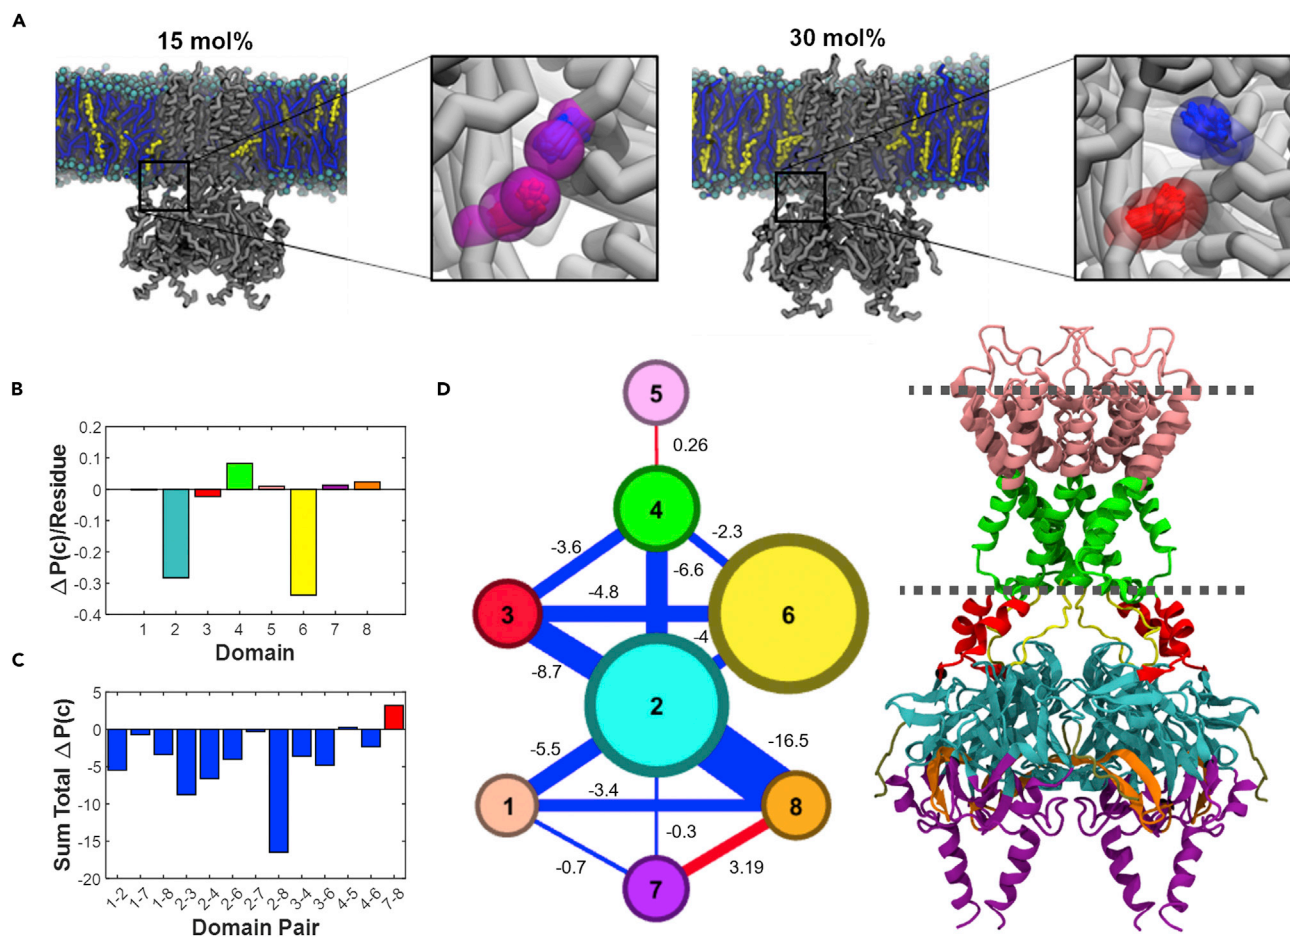 A
15 mol%
30 mol%
B
0.2
0.1
0
-0.1
-0.2
-0.3
-0.4
Δ P(c)/Residue
1 2 3 4 5 6 7 8
Domain
C
5
0
-5
-10
-15
-20
Sum Total Δ P(c)
1-2 1-7 1-8 2-3 2-4 2-6 2-7 2-8 3-4 3-6 4-5 4-6 7-8
Domain Pair
D
5
0.26
4
-3.6
-2.3
-4.8
-6.6
3
6
-4
-8.7
2
-5.5
-16.5
-3.4
1
8
-0.3
-0.7
3.19
7